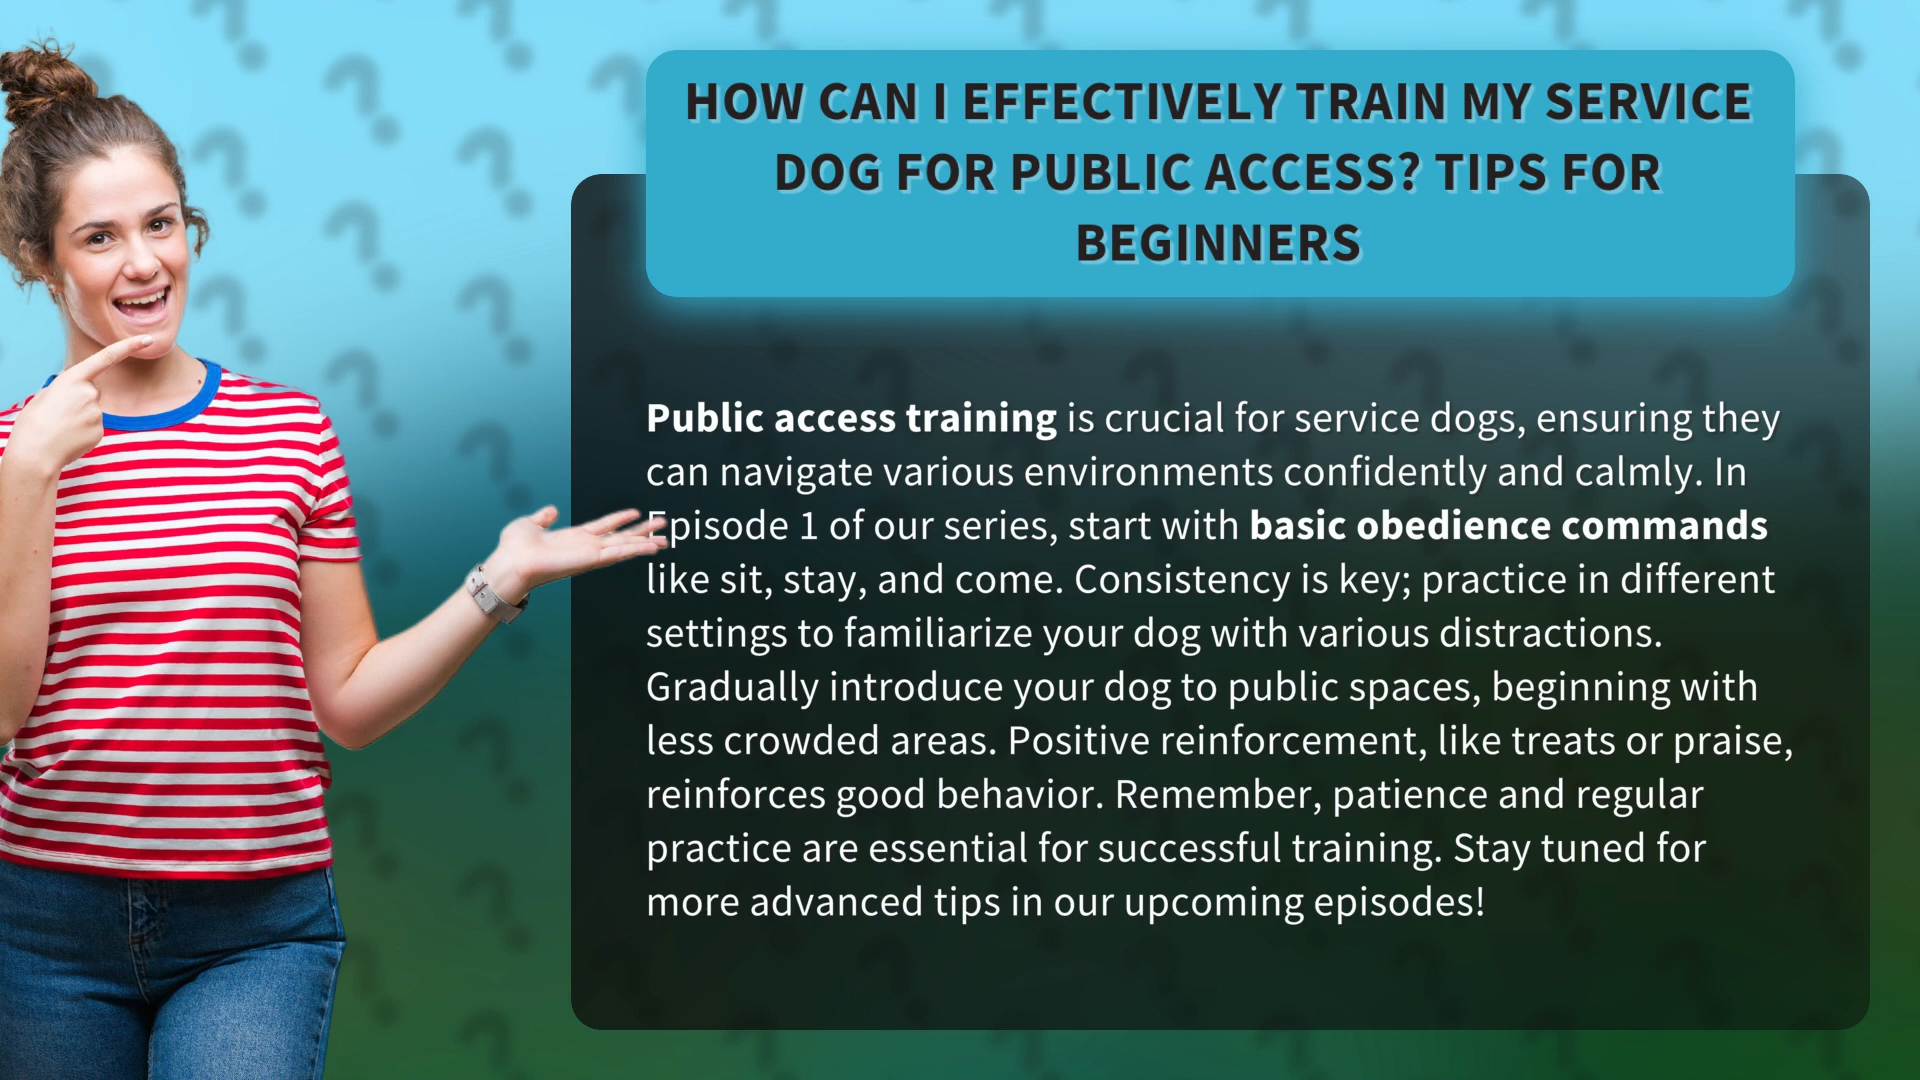 HOW CAN I EFFECTIVELY TRAIN MY SERVICE
DOG FOR PUBLIC ACCESS? TIPS FOR
BEGINNERS
Public access training is crucial for service dogs, ensuring they
can navigate various environments confidently and calmly. In
Episode 1 of our series, start with basic obedience commands
like sit, stay, and come. Consistency is key; practice in different
settings to familiarize your dog with various distractions.
Gradually introduce your dog to public spaces, beginning with
less crowded areas. Positive reinforcement, like treats or praise,
reinforces good behavior. Remember, patience and regular
practice are essential for successful training. Stay tuned for
more advanced tips in our upcoming episodes!